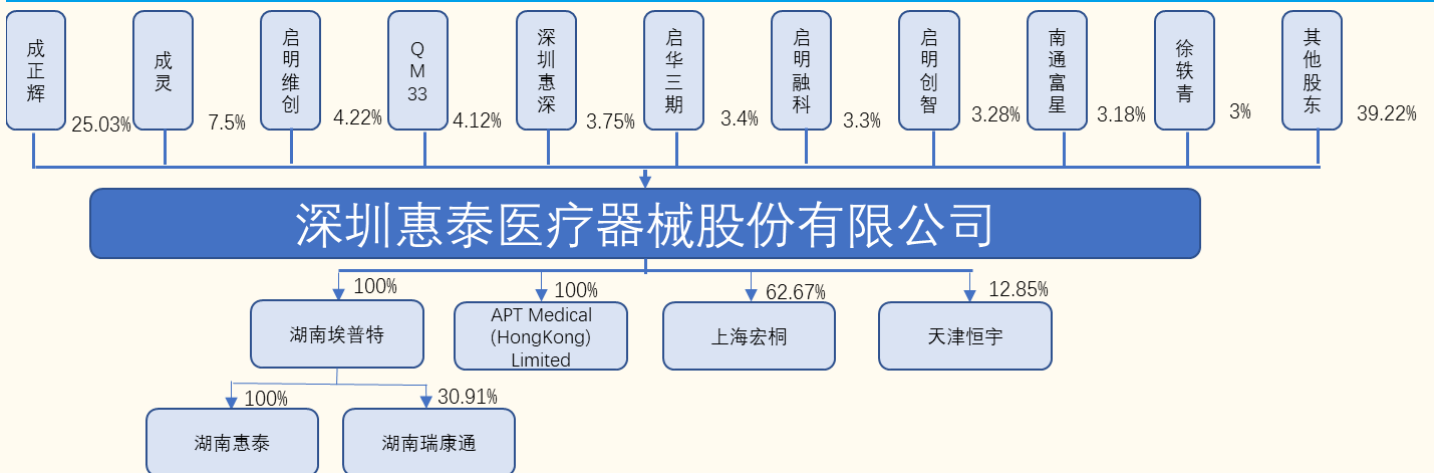 成正辉
25.03%
成灵
7.5%
启明维创
4.22%
QM33
4.12%
深圳惠深
3.75%
启华三期
3.4%
启明融科
3.3%
启明创智
3.28%
南通富星
3.18%
徐轶青
3%
其他股东
39.22%
深圳惠泰医疗器械股份有限公司
100%
湖南埃普特
100%
APT Medical
(HongKong)
Limited
62.67%
上海宏桐
12.85%
天津恒宇
100%
湖南惠泰
30.91%
湖南瑞康通